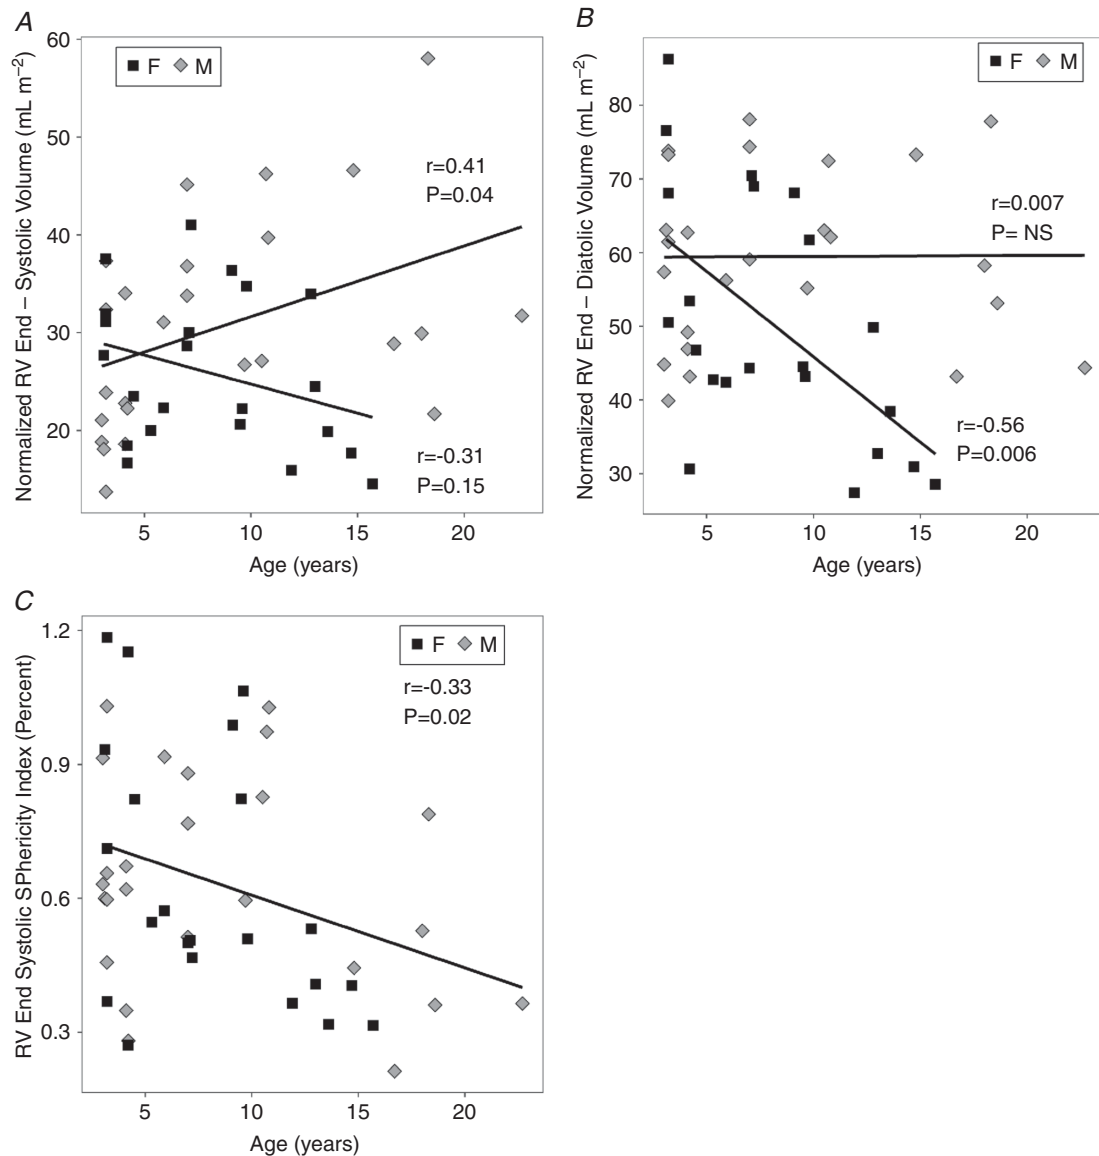 A
Normalized RV End – Systolic Volume (mL m⁻²)
60
50
40
30
20
F M
r=0.41
P=0.04
r=-0.31
P=0.15
5 10 15 20
Age (years)
B
Normalized RV End – Diatolic Volume (mL m⁻²)
80
70
60
50
40
30
F M
r=0.007
P= NS
r=-0.56
P=0.006
5 10 15 20
Age (years)
C
RV End Systolic SPhericity Index (Percent)
1.2
0.9
0.6
0.3
F M
r=-0.33
P=0.02
5 10 15 20
Age (years)